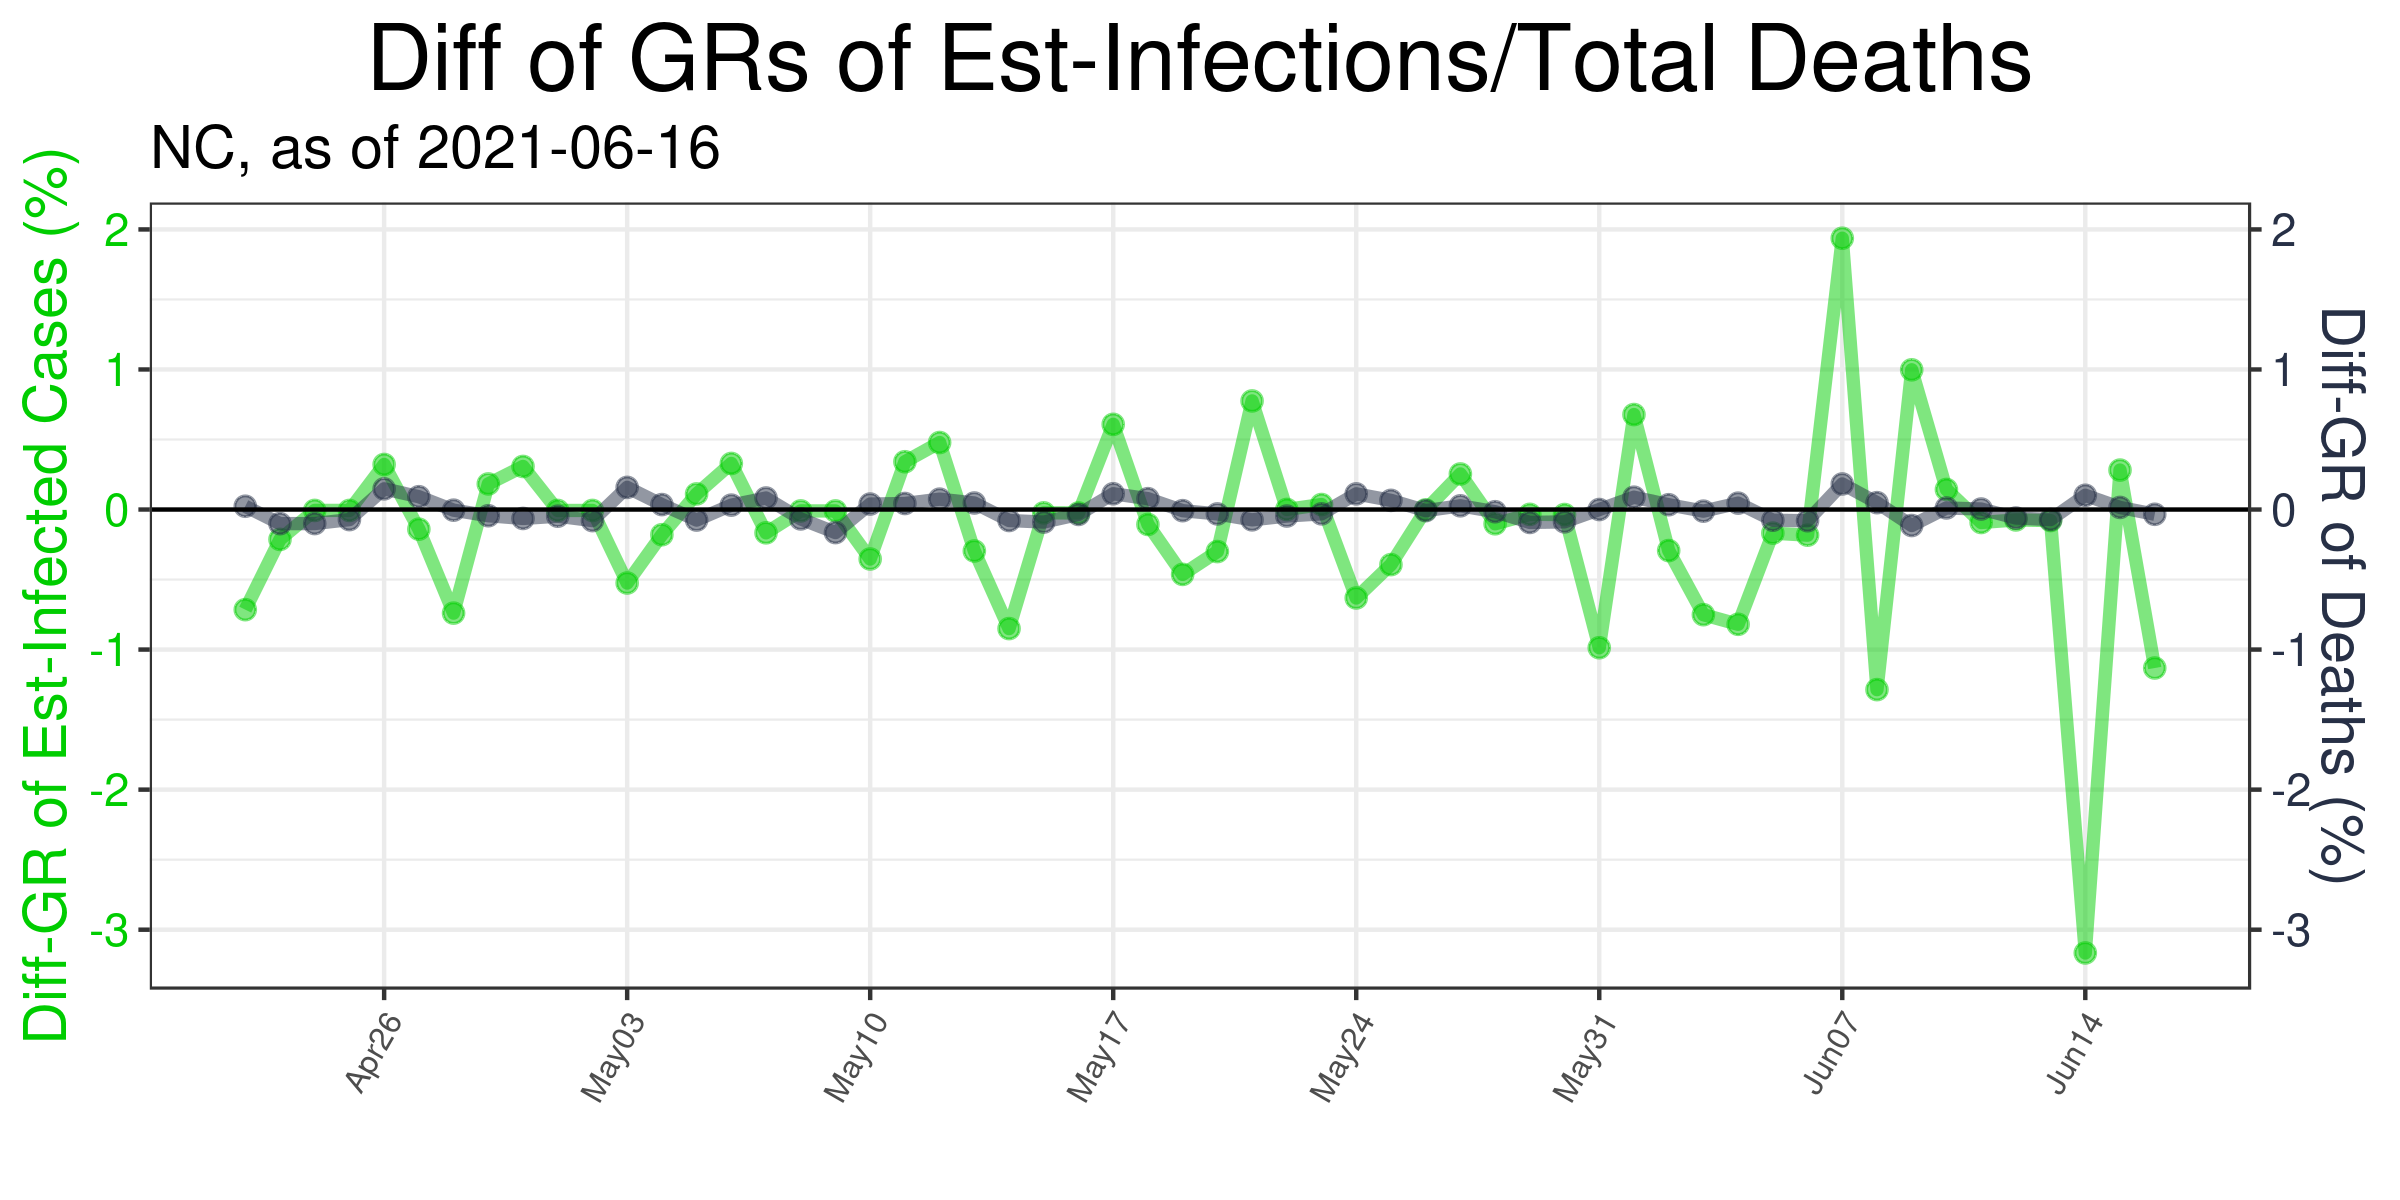 Diff of GRs of Est-Infections/Total Deaths
NC, as of 2021-06-16
Diff-GR of Est-Infected Cases (%)
2
1
0
-1
-2
-3
2
1
0
-1
-2
-3
Diff-GR of Deaths (%)
Apr26
May03
May10
May17
May24
May31
Jun07
Jun14